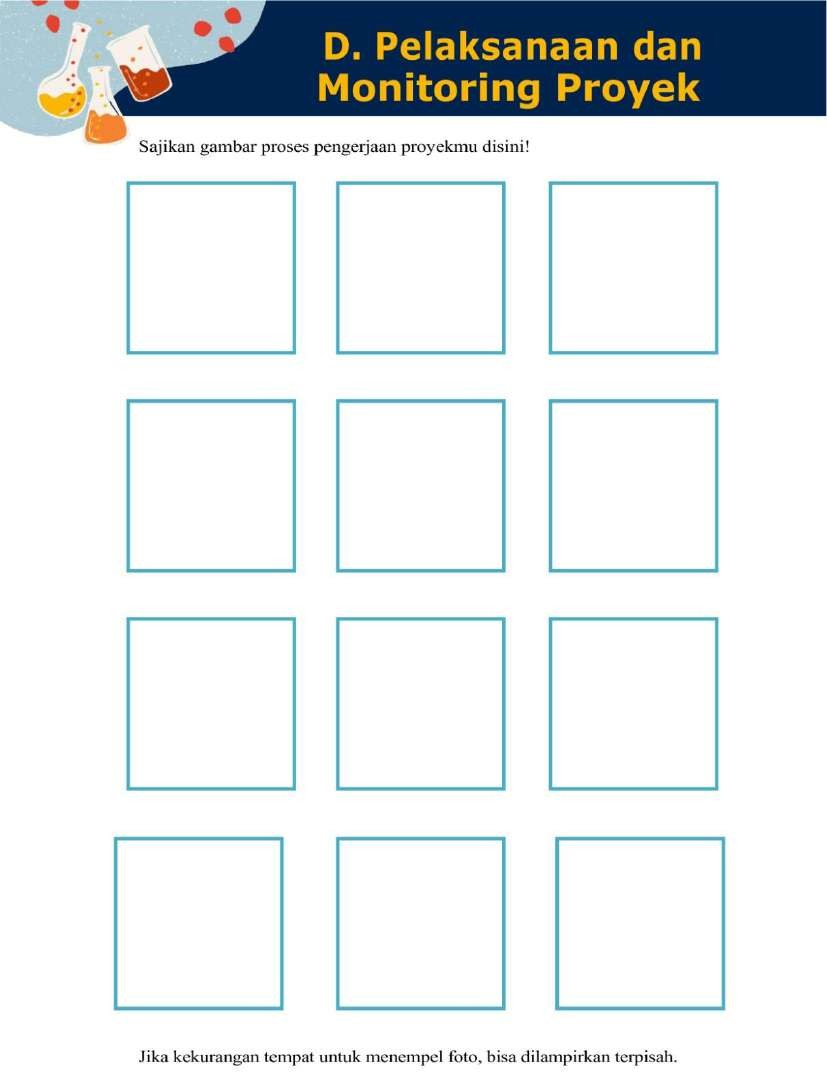 D. Pelaksanaan dan
Monitoring Proyek
Sajikan gambar proses pengerjaan proyekmu disini!
Jika kekurangan tempat untuk menempel foto, bisa dilampirkan terpisah.